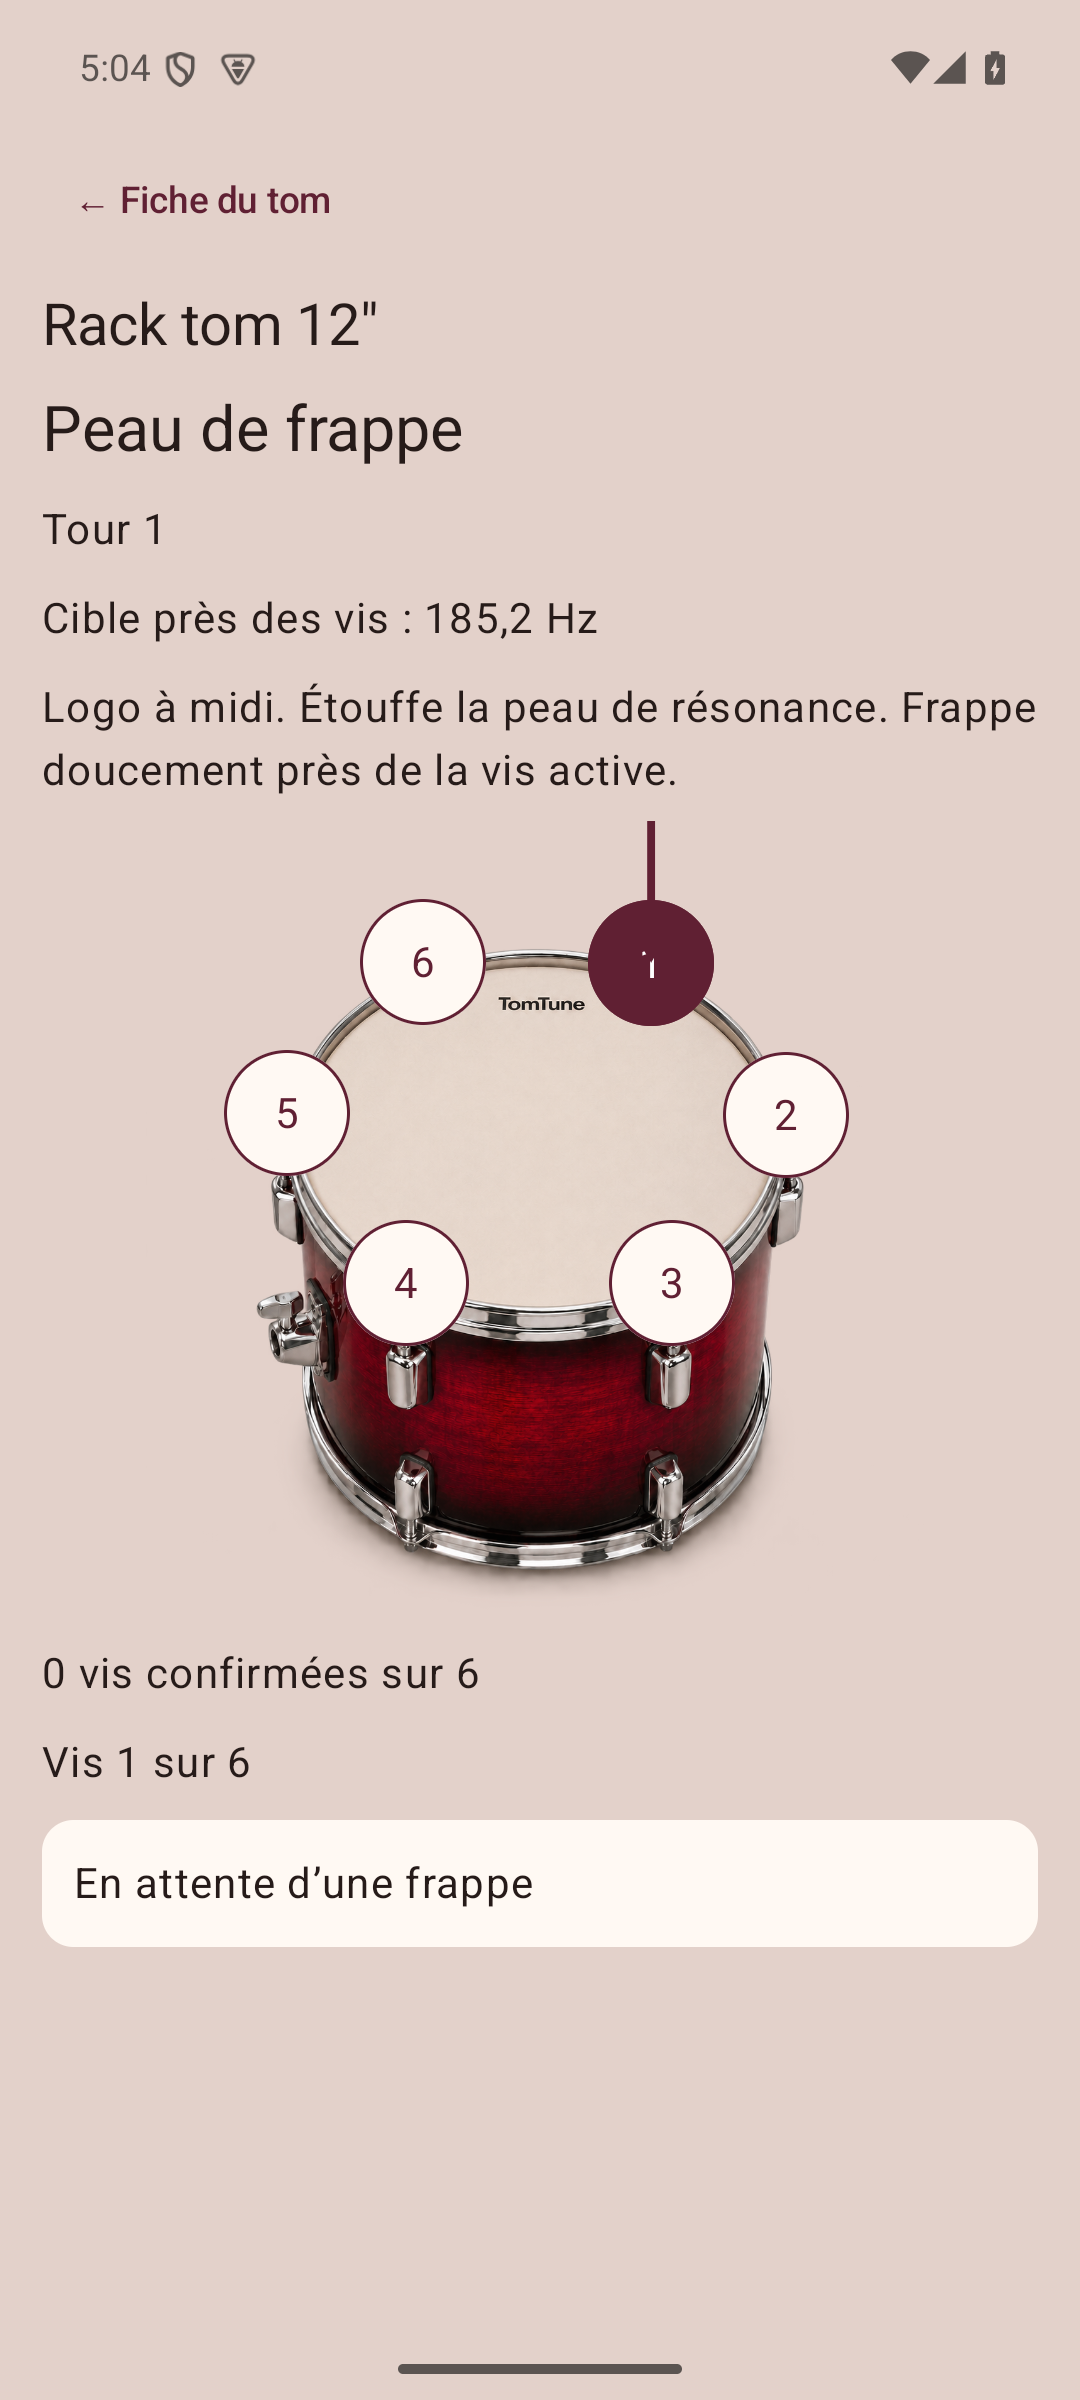 5:04
← Fiche du tom
Rack tom 12"
Peau de frappe
Tour 1
Cible près des vis : 185,2 Hz
Logo à midi. Étouffe la peau de résonance. Frappe
doucement près de la vis active.
6
1
TomTune
5
2
4
3
0 vis confirmées sur 6
Vis 1 sur 6
En attente d’une frappe